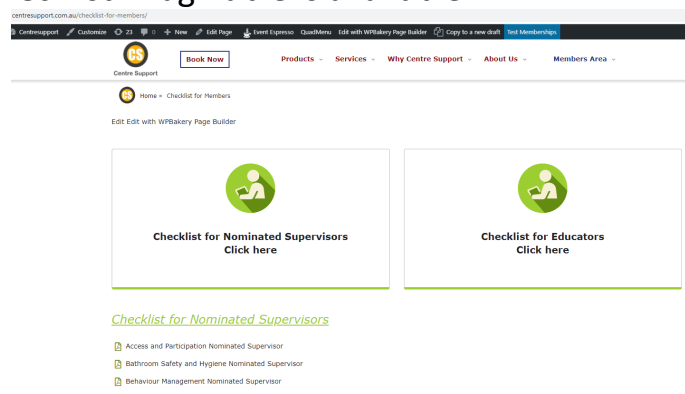 centresupport.com.au/checklist-for-members/
Centresupport Customize 23 0 New Edit Page Event Espresso QuadMenu Edit with WPBakery Page Builder Copy to a new draft Test Memberships
CS
Centre Support
Book Now Products Services Why Centre Support About Us Members Area
CS Home » Checklist for Members
Edit Edit with WPBakery Page Builder
Checklist for Nominated Supervisors
Click here
Checklist for Educators
Click here
Checklist for Nominated Supervisors
Access and Participation Nominated Supervisor
Bathroom Safety and Hygiene Nominated Supervisor
Behaviour Management Nominated Supervisor